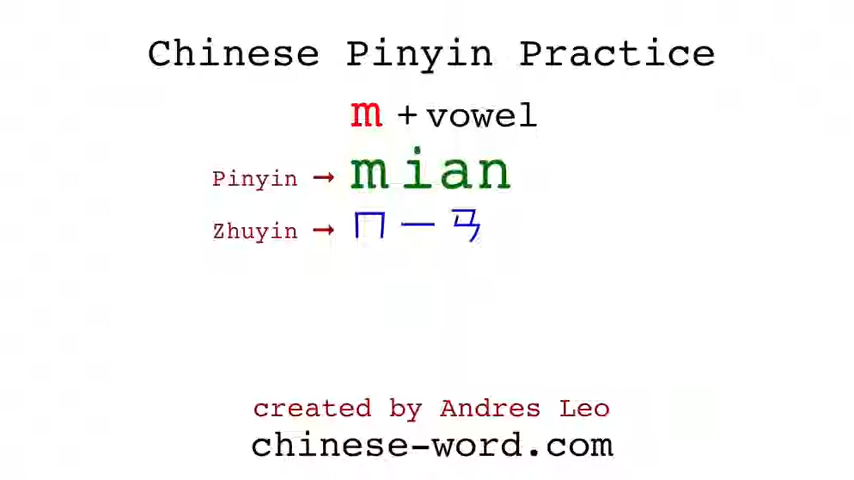 Chinese Pinyin Practice
m + vowel
Pinyin → mian
Zhuyin → ㄇㄧㄢ
created by Andres Leo
chinese-word.com